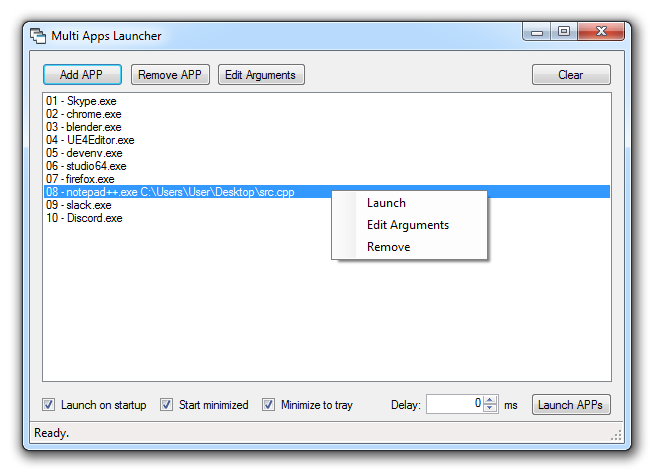 Multi Apps Launcher
Add APP Remove APP Edit Arguments Clear
01 - Skype.exe
02 - chrome.exe
03 - blender.exe
04 - UE4Editor.exe
05 - devenv.exe
06 - studio64.exe
07 - firefox.exe
08 - notepad++.exe C:\Users\User\Desktop\src.cpp
09 - slack.exe
10 - Discord.exe
Launch
Edit Arguments
Remove
Launch on startup Start minimized Minimize to tray Delay: 0 ms Launch APPs
Ready.